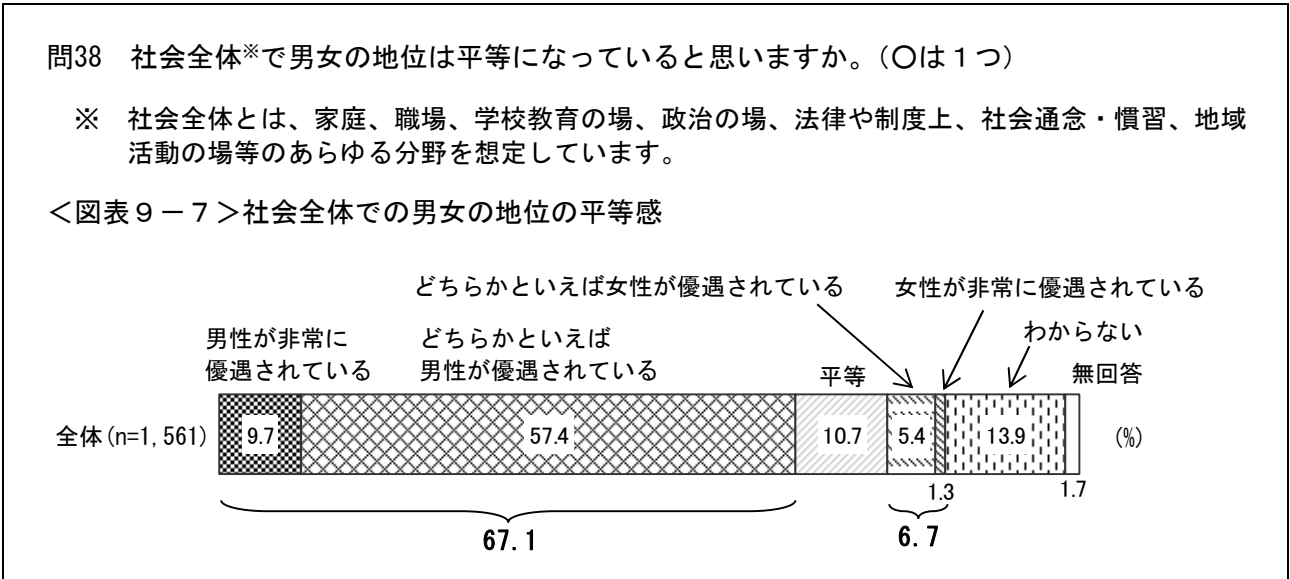 問38　社会全体※で男女の地位は平等になっていると思いますか。（〇は１つ）
※　社会全体とは、家庭、職場、学校教育の場、政治の場、法律や制度上、社会通念・慣習、地域
活動の場等のあらゆる分野を想定しています。
＜図表９－７＞社会全体での男女の地位の平等感
どちらかといえば女性が優遇されている　女性が非常に優遇されている
男性が非常に
優遇されている
どちらかといえば
男性が優遇されている
平等
わからない
無回答
全体(n=1,561)
9.7
57.4
10.7
5.4
13.9
(%)
1.3
1.7
67.1
6.7